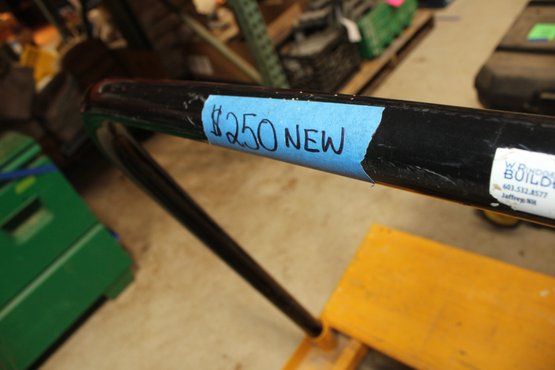 $250 NEW
BUILD
603.532.8577
Jaffrey, NH